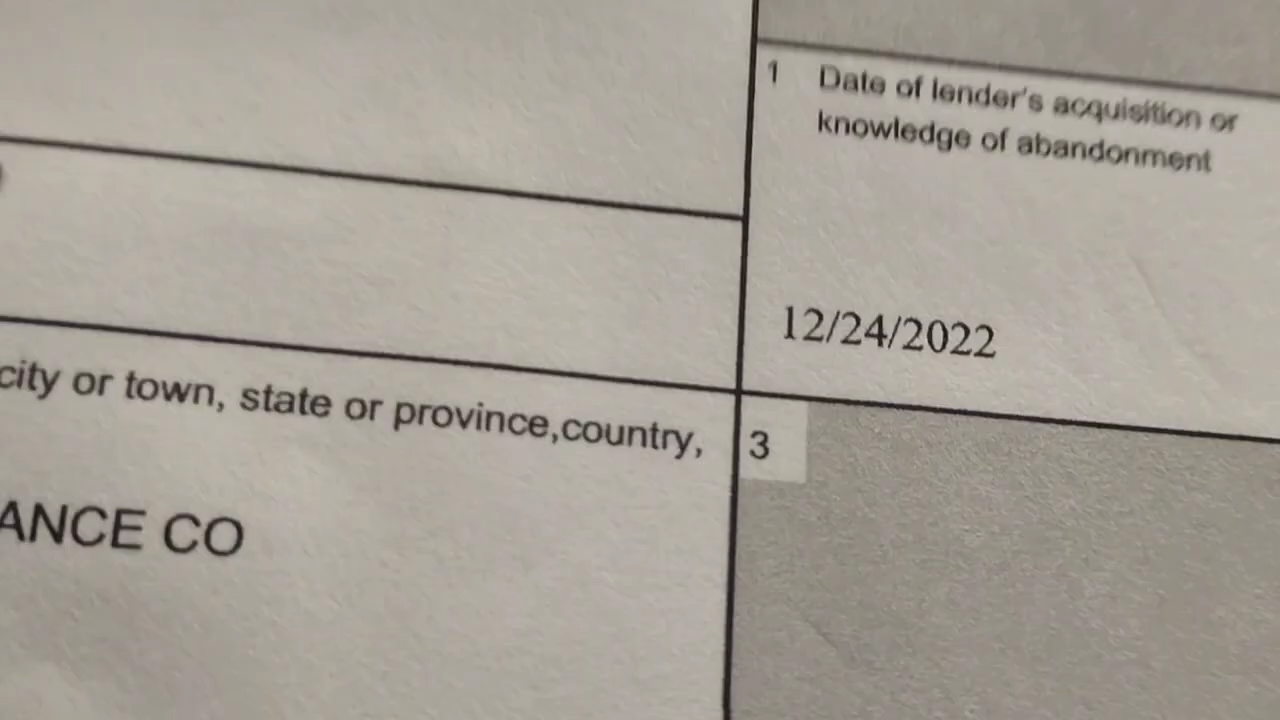 1 Date of lender's acquisition or
knowledge of abandonment
12/24/2022
city or town, state or province,country,
3
ANCE CO